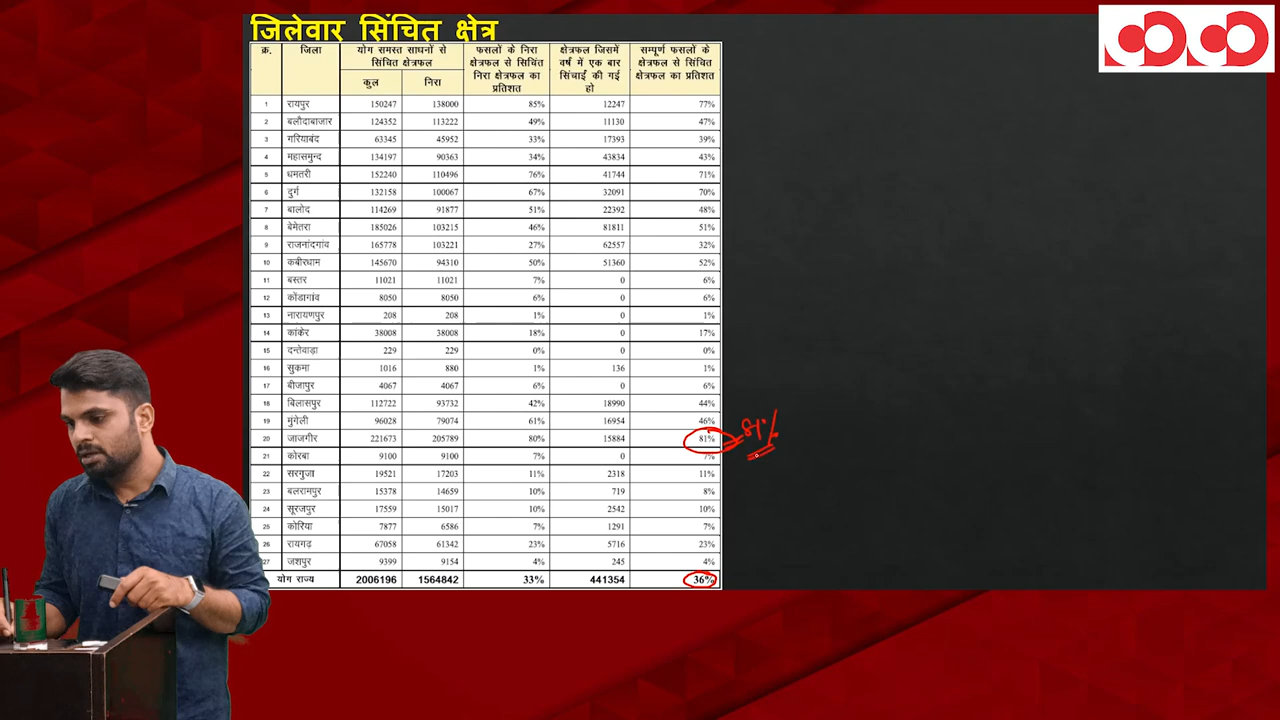 जिलेवार सिंचित क्षेत्र
क्र. जिला योग समस्त साधनों से सिंचित क्षेत्रफल फसलों के निरा क्षेत्रफल से सिचिंत निरा क्षेत्रफल का प्रतिशत क्षेत्रफल जिसमें वर्ष में एक बार सिंचाई की गई हो सम्पूर्ण फसलों के क्षेत्रफल से सिंचित क्षेत्रफल का प्रतिशत
कुल निरा
1 रायपुर 150247 138000 85% 12247 77%
2 बलौदाबाजार 124352 113222 49% 11130 47%
3 गरियाबंद 63345 45952 33% 17393 39%
4 महासमुन्द 134197 90363 34% 43834 43%
5 धमतरी 152240 110496 76% 41744 71%
6 दुर्ग 132158 100067 67% 32091 70%
7 बालोद 114269 91877 51% 22392 48%
8 बेमेतरा 185026 103215 46% 81811 51%
9 राजनांदगांव 165778 103221 27% 62557 32%
10 कबीरधाम 145670 94310 50% 51360 52%
11 बस्तर 11021 11021 7% 0 6%
12 कोंडागांव 8050 8050 6% 0 6%
13 नारायणपुर 208 208 1% 0 1%
14 कांकेर 38008 38008 18% 0 17%
15 दन्तेवाड़ा 229 229 0% 0 0%
16 सुकमा 1016 880 1% 136 1%
17 बीजापुर 4067 4067 6% 0 6%
18 बिलासपुर 112722 93732 42% 18990 44%
19 मुंगेली 96028 79074 61% 16954 46%
20 जाजगीर 221673 205789 80% 15884 81% 81%
21 कोरबा 9100 9100 7% 0 7%
22 सरगुजा 19521 17203 11% 2318 11%
23 बलरामपुर 15378 14659 10% 719 8%
24 सूरजपुर 17559 15017 10% 2542 10%
25 कोरिया 7877 6586 7% 1291 7%
26 रायगढ़ 67058 61342 23% 5716 23%
27 जशपुर 9399 9154 4% 245 4%
योग राज्य 2006196 1564842 33% 441354 36%